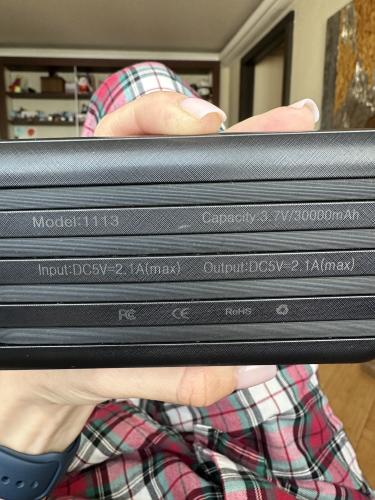 Model:1113 Capacity:3.7V/30000mAh
Input:DC5V=2.1A(max) Output:DC5V=2.1A(max)
FC CE RoHS